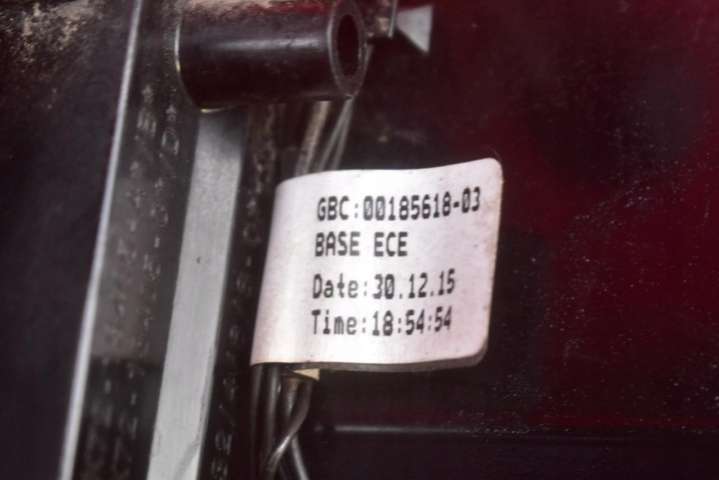 GBC:00185618-03
BASE ECE
Date:30.12.15
Time:18:54:54